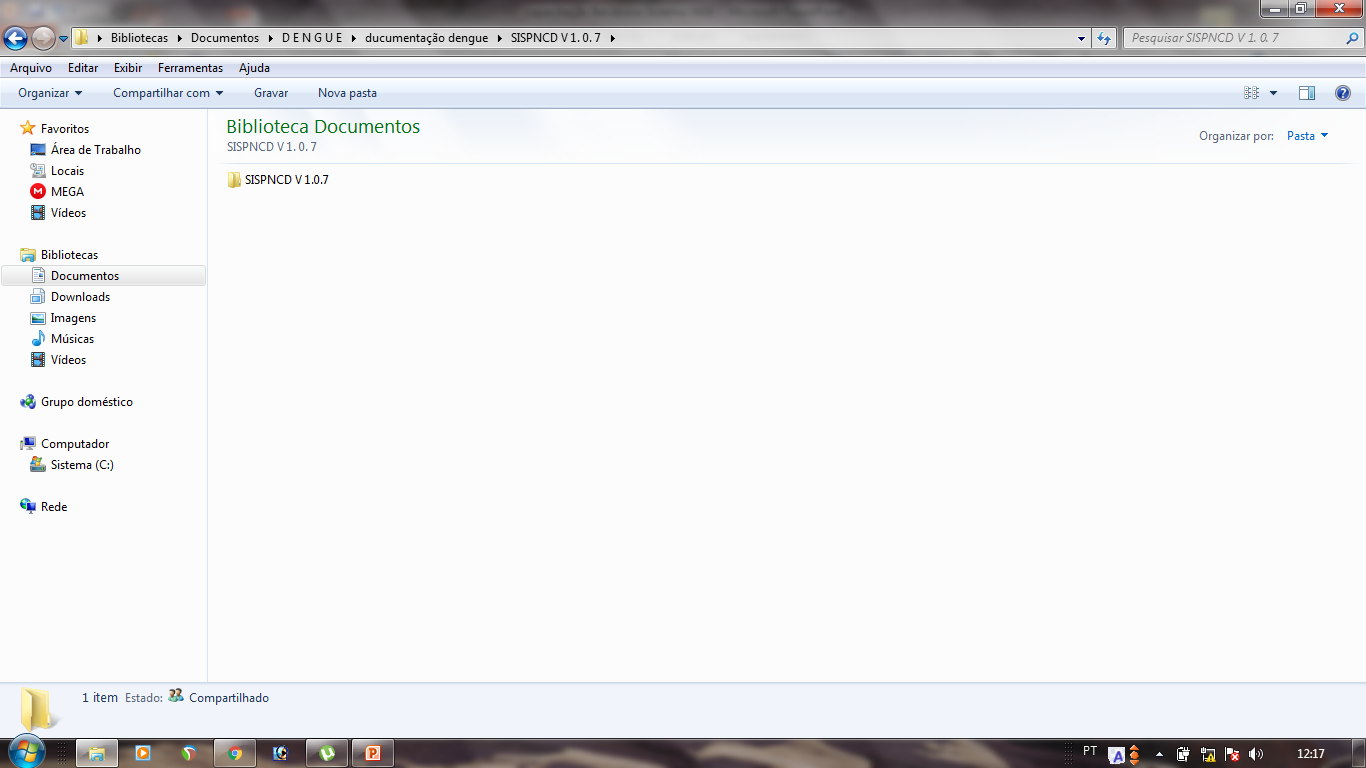 Bibliotecas Documentos D E N G U E ducumentação dengue SISPNCD V 1. 0. 7
Pesquisar SISPNCD V 1. 0. 7
Arquivo Editar Exibir Ferramentas Ajuda
Organizar Compartilhar com Gravar Nova pasta
Favoritos
Área de Trabalho
Locais
MEGA
Vídeos
Bibliotecas
Documentos
Downloads
Imagens
Músicas
Vídeos
Grupo doméstico
Computador
Sistema (C:)
Rede
Biblioteca Documentos
SISPNCD V 1. 0. 7
Organizar por: Pasta
SISPNCD V 1.0.7
1 item Estado: Compartilhado
PT
12:17